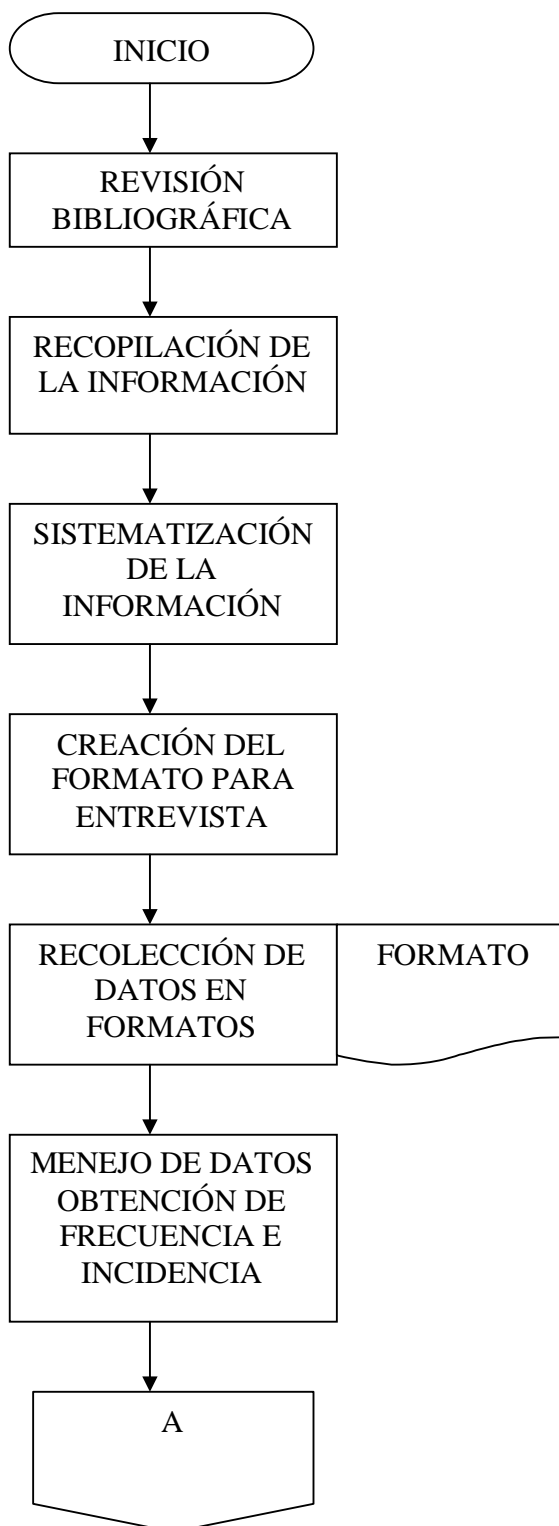 INICIO
REVISIÓN
BIBLIOGRÁFICA
RECOPILACIÓN DE
LA INFORMACIÓN
SISTEMATIZACIÓN
DE LA
INFORMACIÓN
CREACIÓN DEL
FORMATO PARA
ENTREVISTA
RECOLECCIÓN DE
DATOS EN
FORMATOS
FORMATO
MENEJO DE DATOS
OBTENCIÓN DE
FRECUENCIA E
INCIDENCIA
A